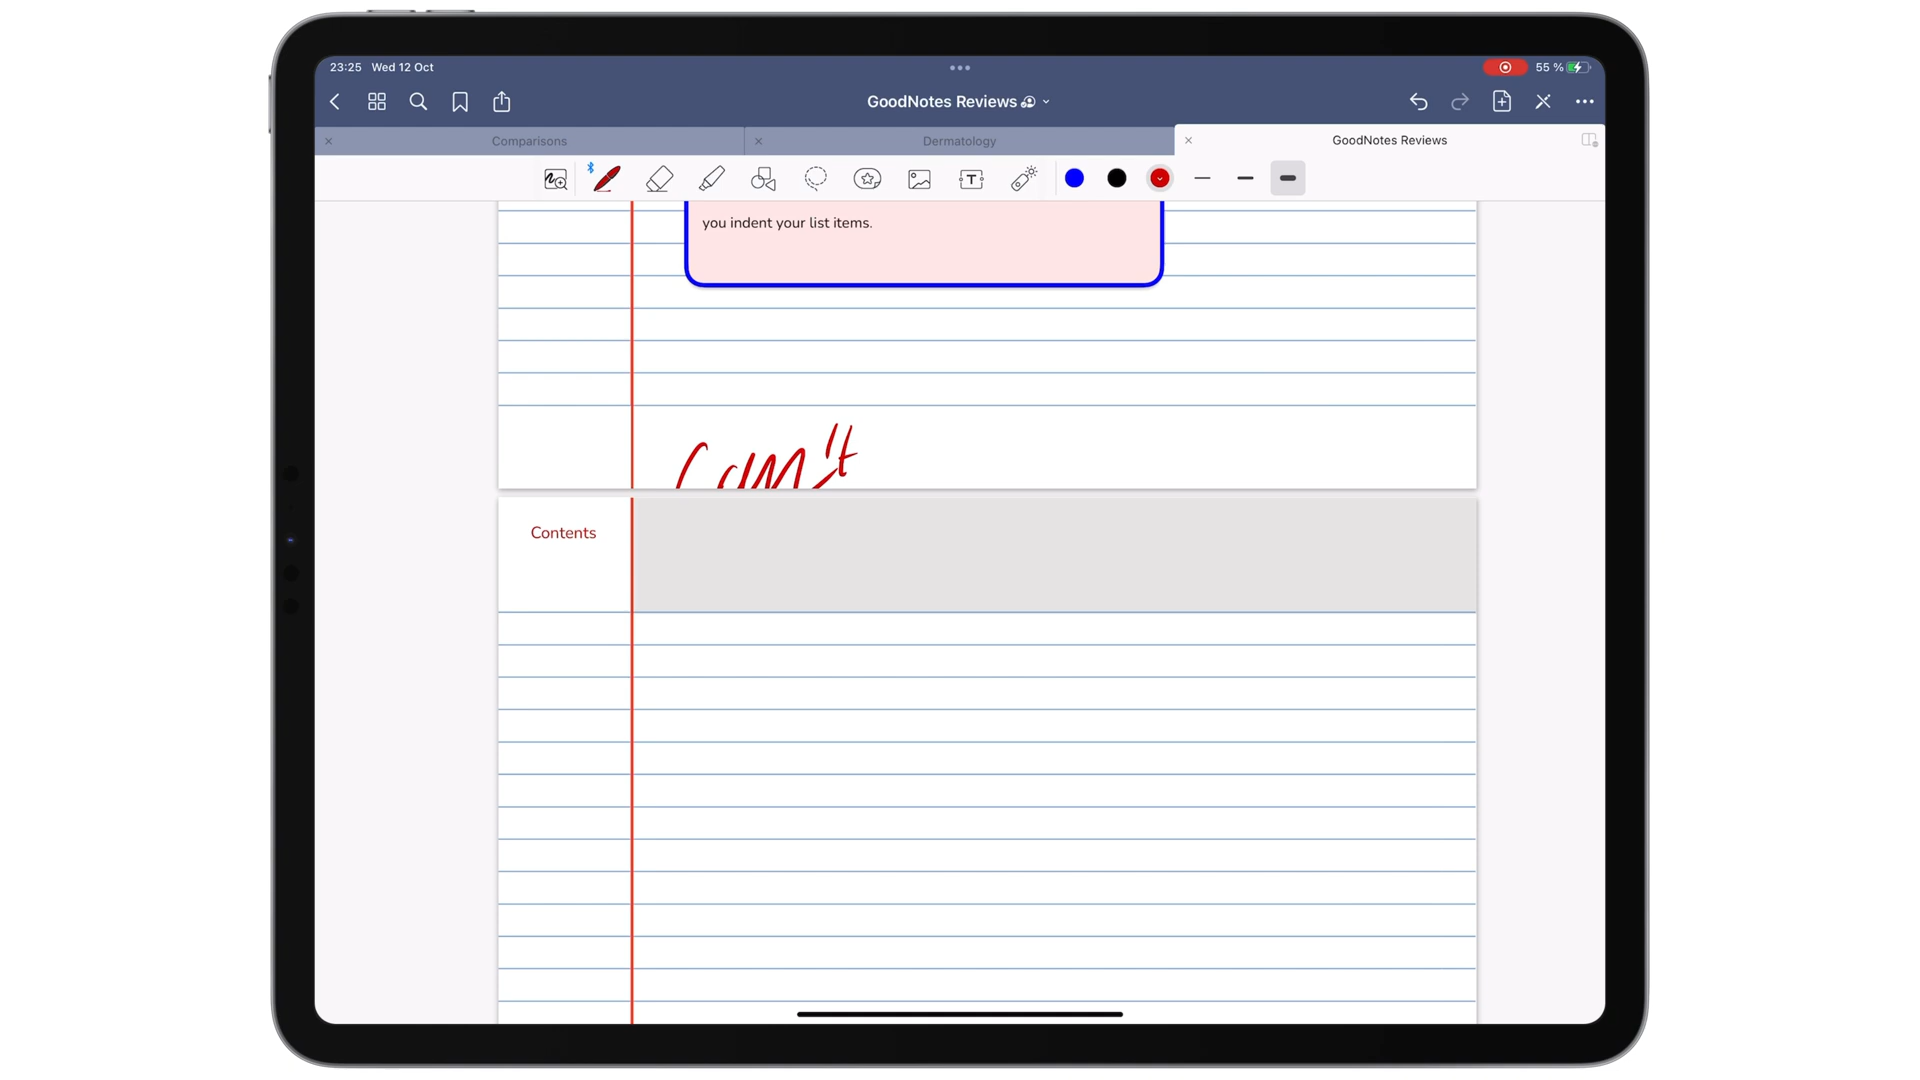 23:25 Wed 12 Oct
55 %
GoodNotes Reviews
Comparisons
Dermatology
GoodNotes Reviews
you indent your list items.
Contents